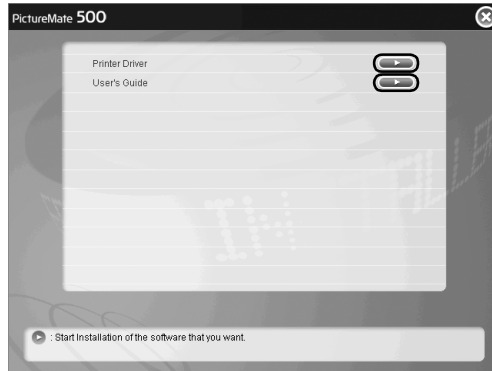 PictureMate 500
Printer Driver
User's Guide
: Start Installation of the software that you want.